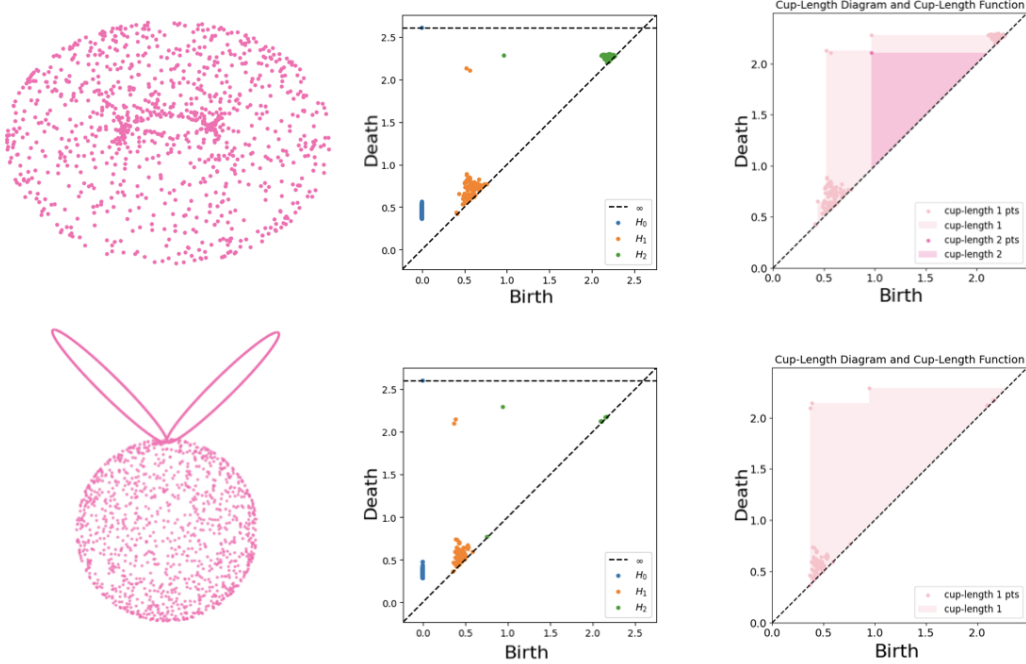 2.5
2.0
1.5
1.0
0.5
0.0
Death
0.0 0.5 1.0 1.5 2.0 2.5
Birth
∞
H₀
H₁
H₂
Cup-Length Diagram and Cup-Length Function
2.0
1.5
1.0
0.5
0.0
Death
0.0 0.5 1.0 1.5 2.0
Birth
cup-length 1 pts
cup-length 1
cup-length 2 pts
cup-length 2
2.5
2.0
1.5
1.0
0.5
0.0
Death
0.0 0.5 1.0 1.5 2.0 2.5
Birth
∞
H₀
H₁
H₂
Cup-Length Diagram and Cup-Length Function
2.0
1.5
1.0
0.5
0.0
Death
0.0 0.5 1.0 1.5 2.0
Birth
cup-length 1 pts
cup-length 1